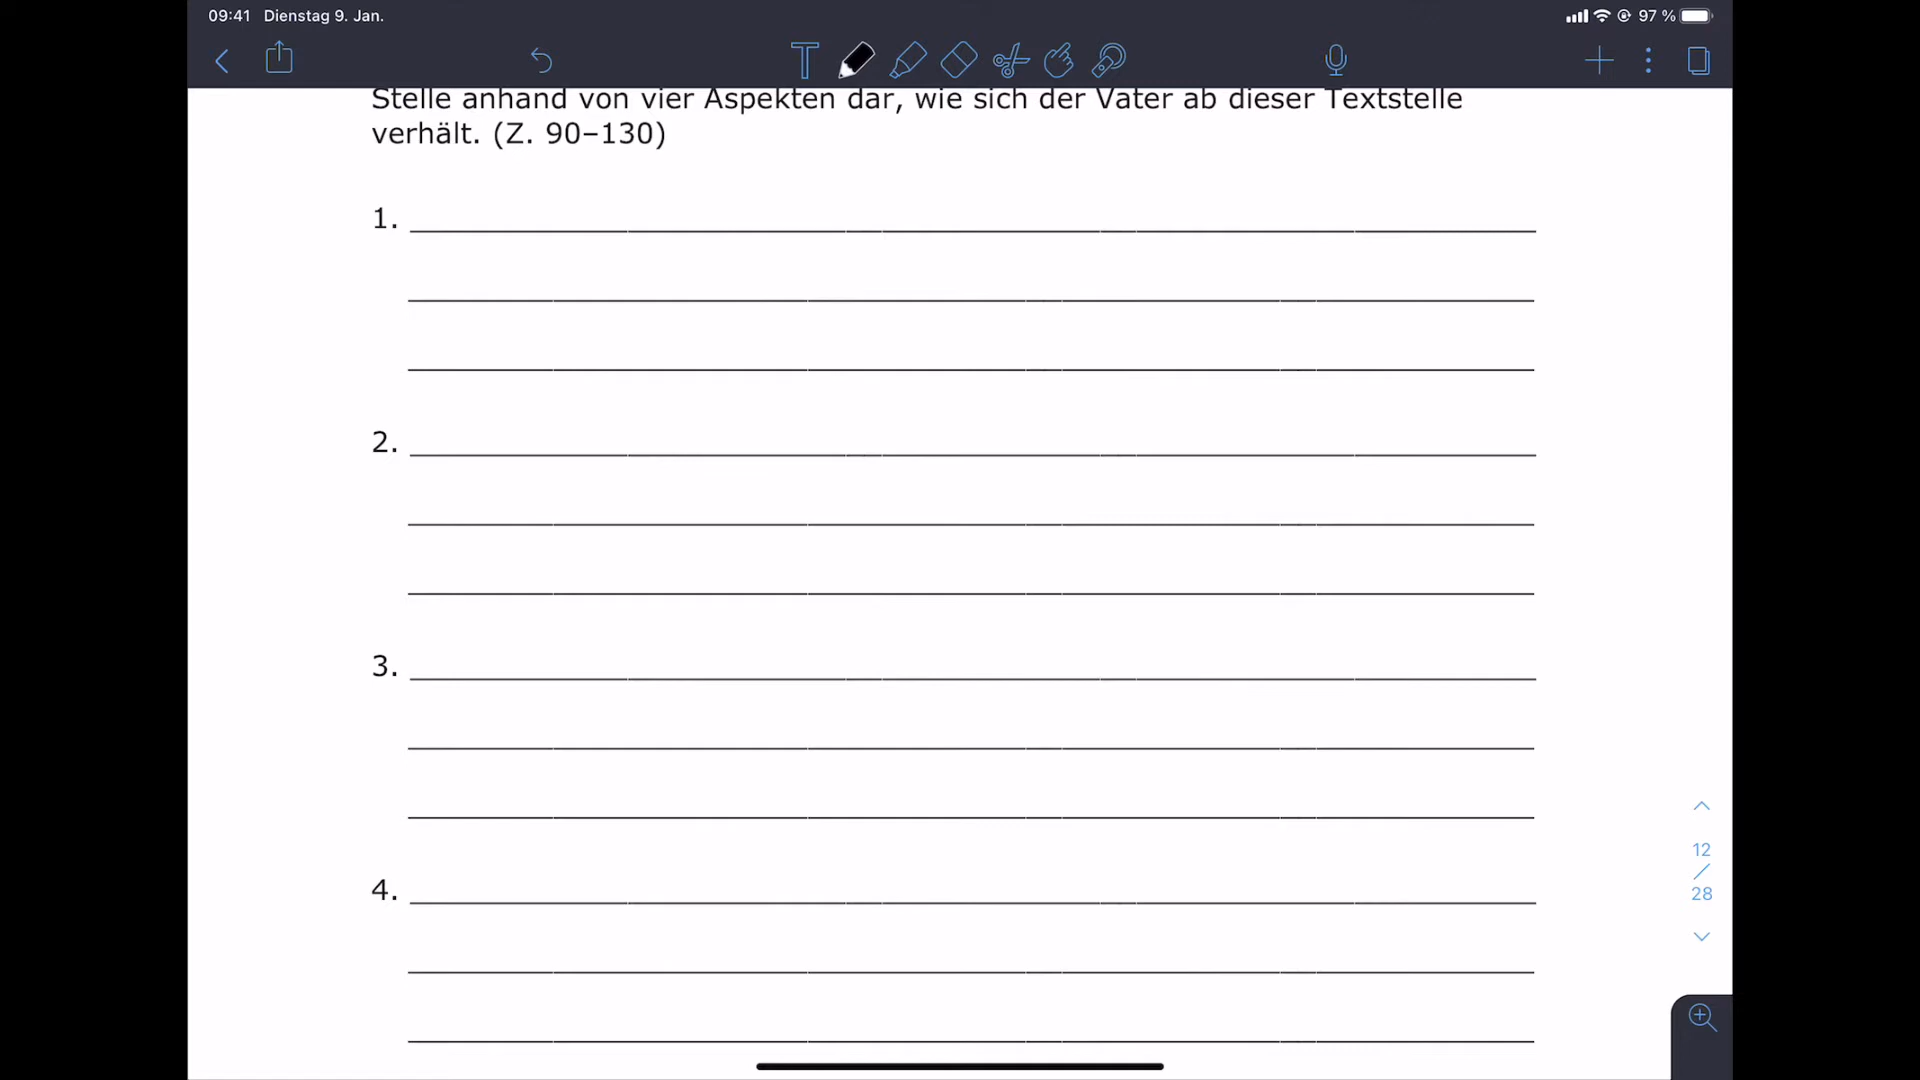 09:41 Dienstag 9. Jan. 97 %
Stelle anhand von vier Aspekten dar, wie sich der Vater ab dieser Textstelle
verhält. (Z. 90–130)
1.
2.
3.
4.
12
/
28